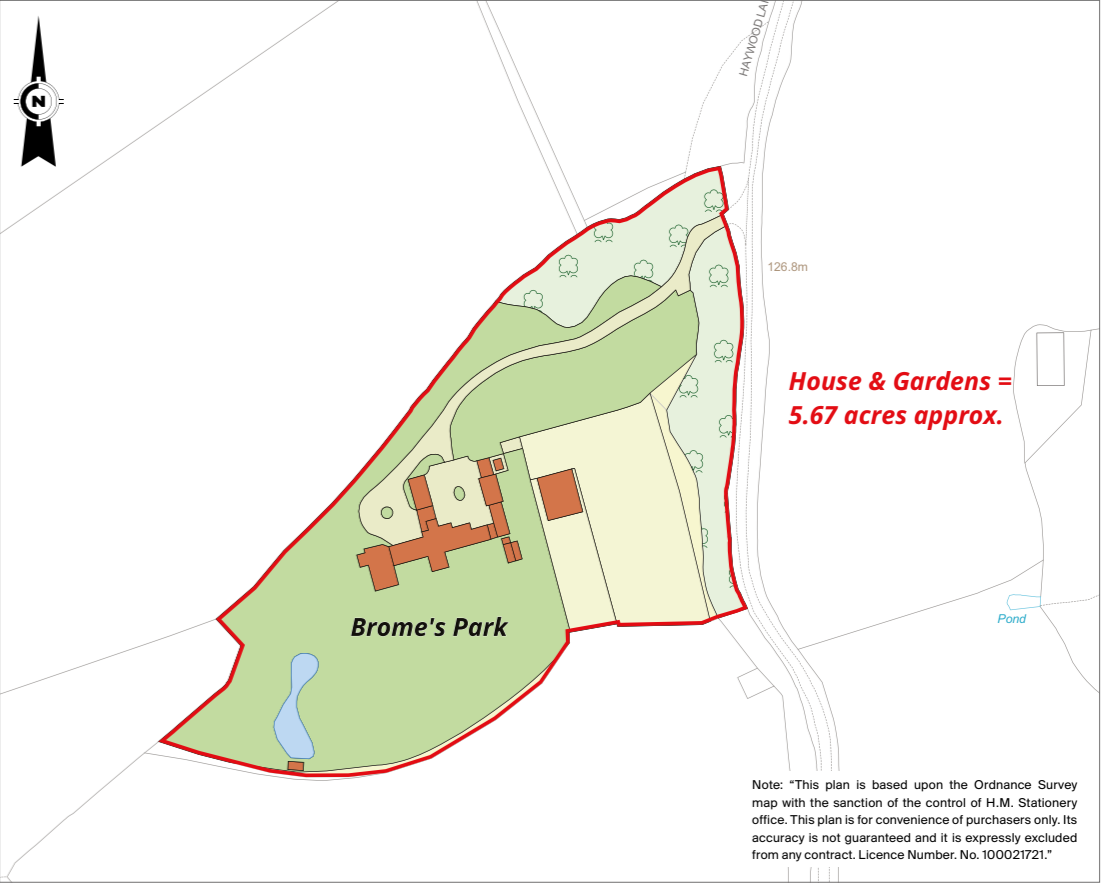 HAYWOOD
N
126.8m
House & Gardens =
5.67 acres approx.
Brome's Park
Pond
Note: “This plan is based upon the Ordnance Survey
map with the sanction of the control of H.M. Stationery
office. This plan is for convenience of purchasers only. Its
accuracy is not guaranteed and it is expressly excluded
from any contract. Licence Number. No. 100021721.”